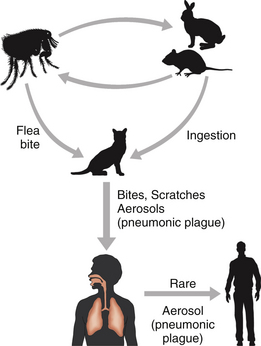 Flea
bite
Ingestion
Bites, Scratches
Aerosols
(pneumonic plague)
Rare
Aerosol
(pneumonic
plague)